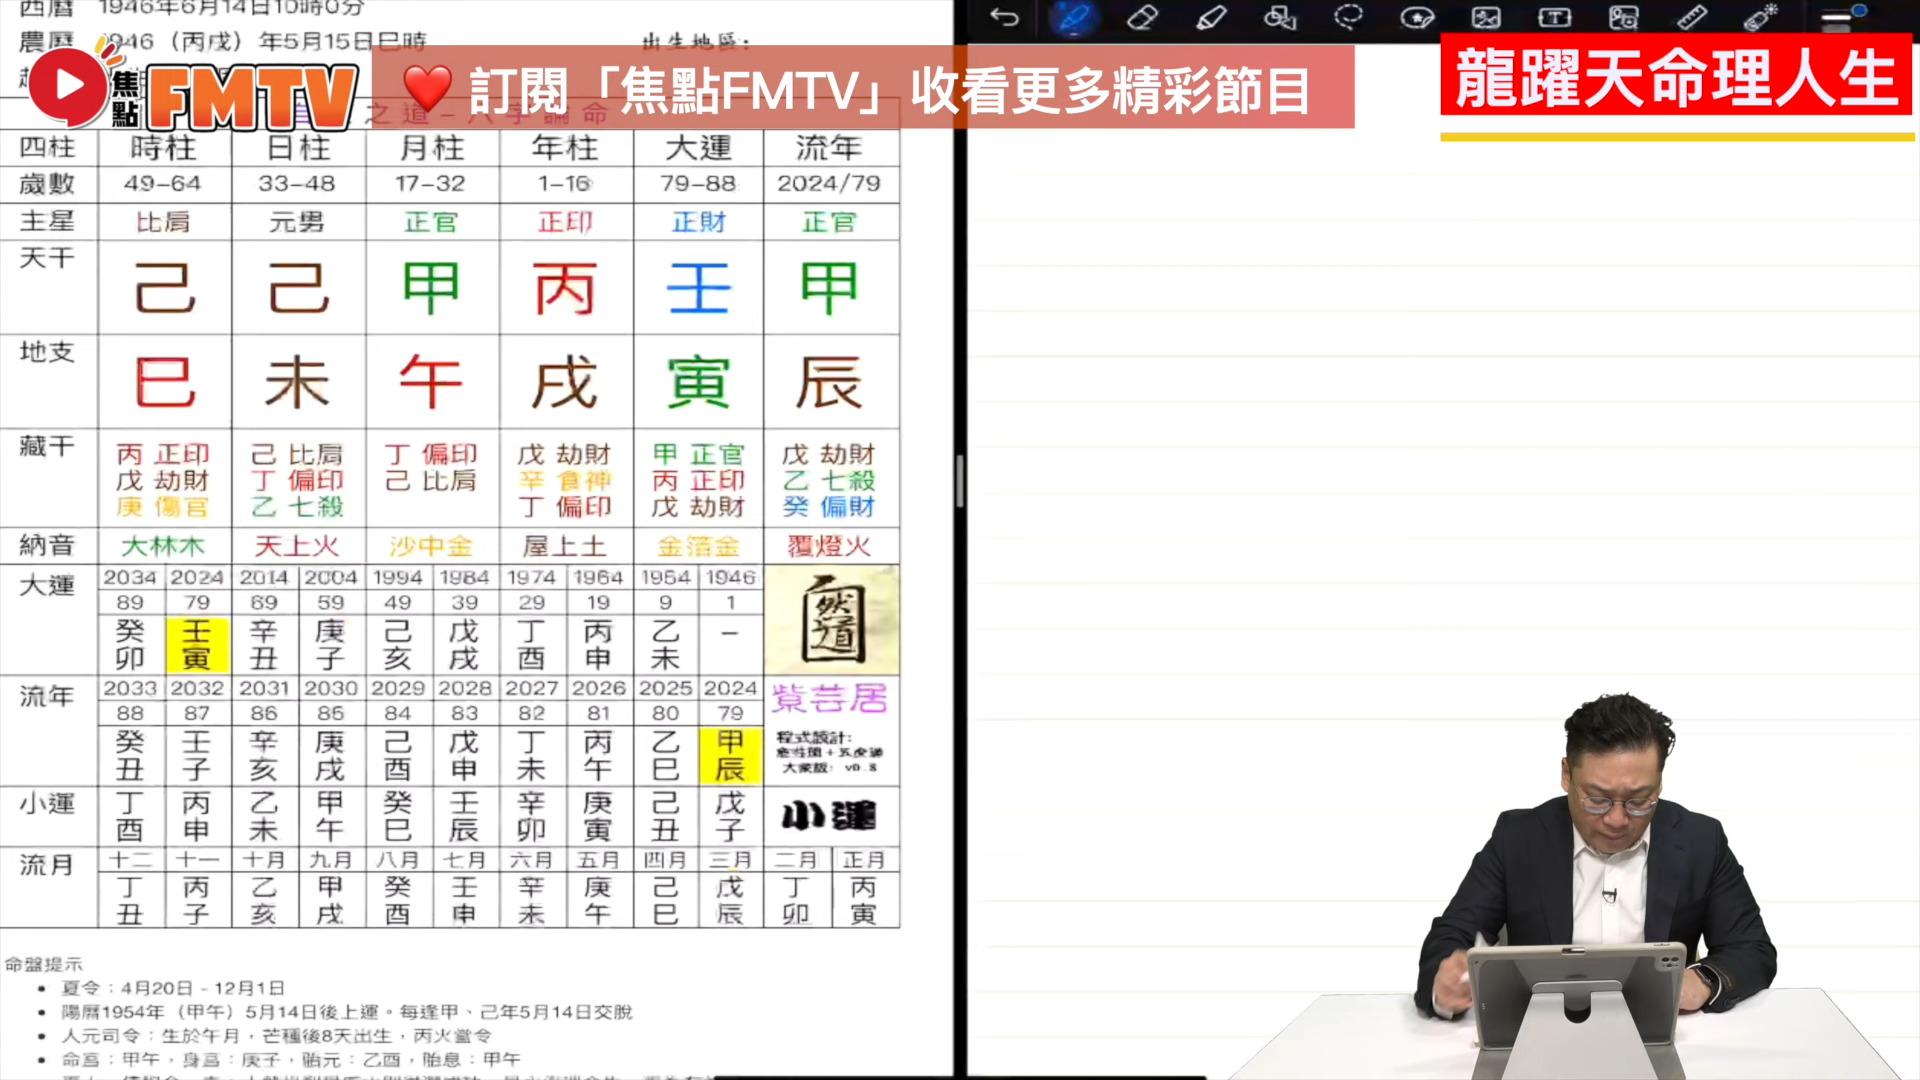 西曆 1946年6月14日10時0分
農曆 1946（丙戌）年5月15日巳時 出生地區：
焦點 FMTV
❤️ 訂閱「焦點FMTV」收看更多精彩節目
龍躍天命理人生
之道－八字論命
四柱 時柱 日柱 月柱 年柱 大運 流年
歲數 49-64 33-48 17-32 1-16 79-88 2024/79
主星 比肩 元男 正官 正印 正財 正官
天干 己 己 甲 丙 壬 甲
地支 巳 未 午 戌 寅 辰
藏干 丙 正印 己 比肩 丁 偏印 戊 劫財 甲 正官 戊 劫財
戊 劫財 丁 偏印 己 比肩 辛 食神 丙 正印 乙 七殺
庚 傷官 乙 七殺 丁 偏印 戊 劫財 癸 偏財
納音 大林木 天上火 沙中金 屋上土 金箔金 覆燈火
大運 2034 2024 2014 2004 1994 1984 1974 1964 1954 1946
89 79 69 59 49 39 29 19 9 1
癸 壬 辛 庚 己 戊 丁 丙 乙 －
卯 寅 丑 子 亥 戌 酉 申 未
流年 2033 2032 2031 2030 2029 2028 2027 2026 2025 2024
88 87 86 85 84 83 82 81 80 79
癸 壬 辛 庚 己 戊 丁 丙 乙 甲
丑 子 亥 戌 酉 申 未 午 巳 辰
紫芸居
程式設計：
大眾版： v0.8
小運 丁 丙 乙 甲 癸 壬 辛 庚 己 戊 小運
酉 申 未 午 巳 辰 卯 寅 丑 子
流月 十二 十一 十月 九月 八月 七月 六月 五月 四月 三月 二月 正月
丁 丙 乙 甲 癸 壬 辛 庚 己 戊 丁 丙
丑 子 亥 戌 酉 申 未 午 巳 辰 卯 寅
命盤提示
• 夏令：4月20日 - 12月1日
• 陽曆1954年（甲午）5月14日後上運。每逢甲、己年5月14日交脫
• 人元司令：生於午月，芒種後8天出生，丙火當令
• 命宮：甲午，身宮：庚子，胎元：乙酉，胎息：甲午